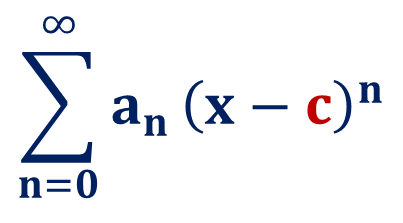 ∞
∑ aₙ (x − c)ⁿ
n=0